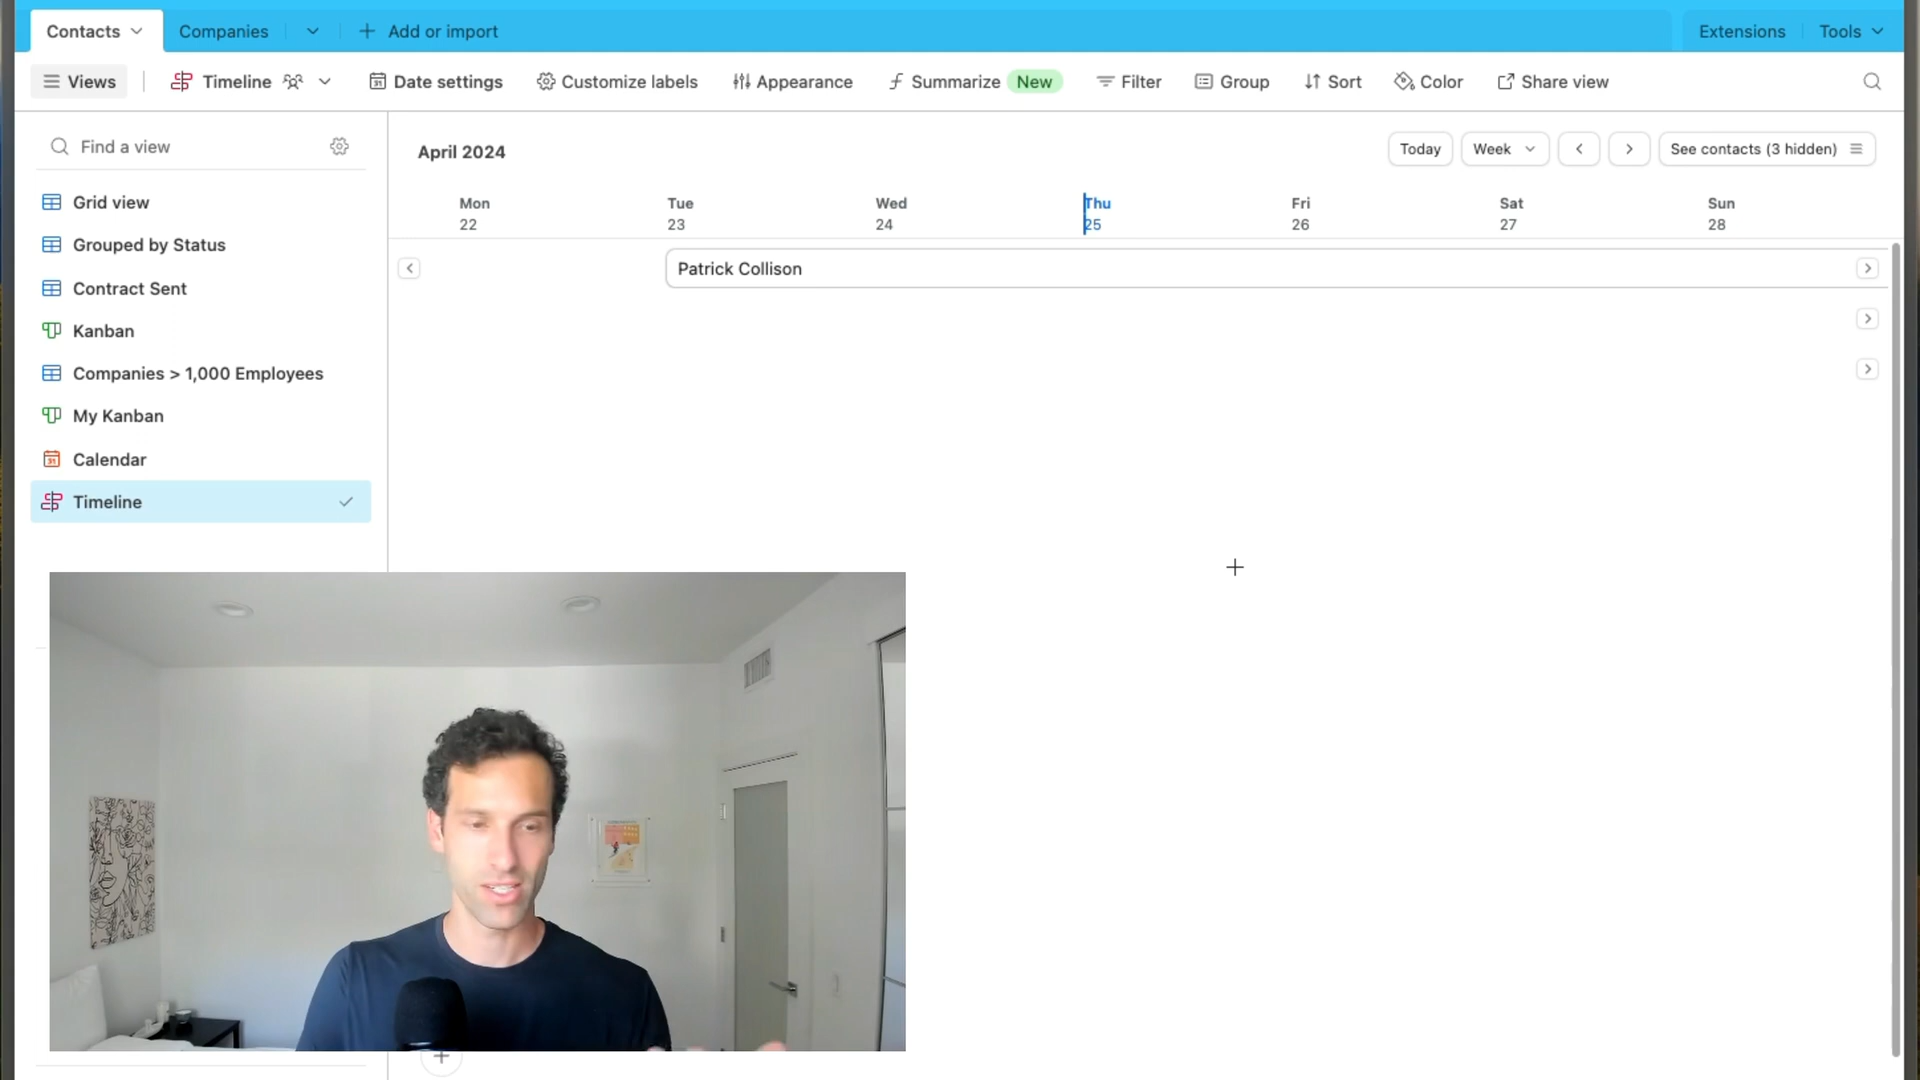 Contacts Companies Add or import Extensions Tools
Views Timeline Date settings Customize labels Appearance Summarize New Filter Group Sort Color Share view
Find a view
Grid view
Grouped by Status
Contract Sent
Kanban
Companies > 1,000 Employees
My Kanban
Calendar
Timeline
April 2024
Today Week See contacts (3 hidden)
Mon Tue Wed Thu Fri Sat Sun
22 23 24 25 26 27 28
Patrick Collison